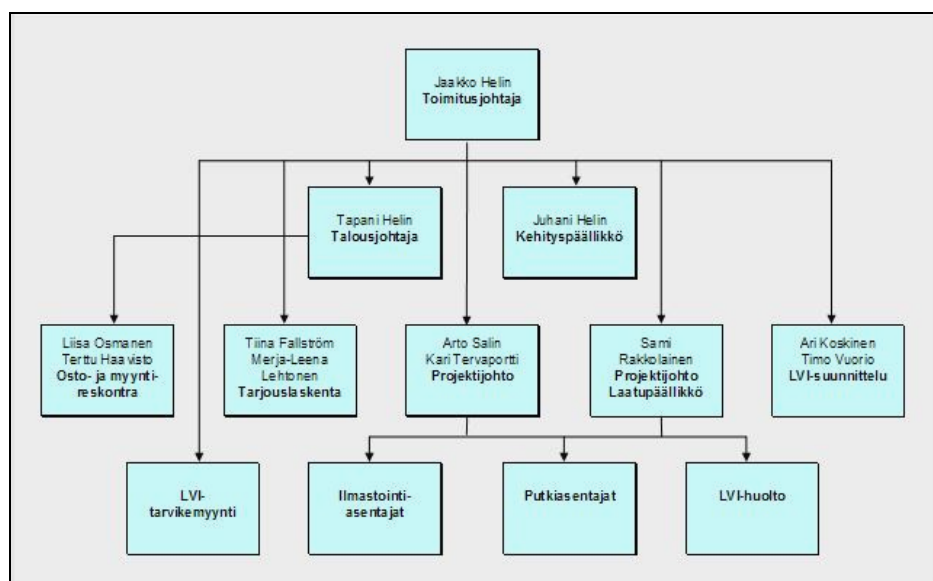 Jaakko Helin
Toimitusjohtaja
Tapani Helin
Talousjohtaja
Juhani Helin
Kehityspäällikkö
Liisa Osmanen
Terttu Haavisto
Osto- ja myynti-
reskontra
Tiina Fallström
Merja-Leena
Lehtonen
Tarjouslaskenta
Arto Salin
Kari Tervaportti
Projektijohto
Sami
Rakkolainen
Projektijohto
Laatupäällikkö
Ari Koskinen
Timo Vuorio
LVI-suunnittelu
LVI-
tarvikemyynti
Ilmastointi-
asentajat
Putkiasentajat
LVI-huolto